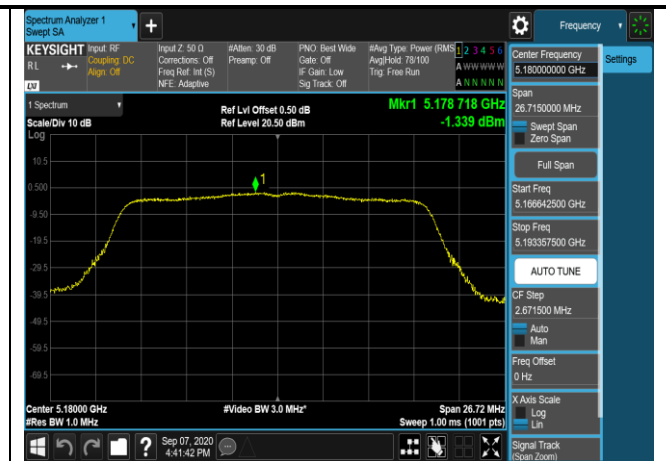 Spectrum Analyzer 1
Swept SA
+
Frequency
KEYSIGHT
RL
LXI
Input: RF
Coupling: DC
Align: Off
Input Z: 50 Ω
Corrections: Off
Freq Ref: Int (S)
NFE: Adaptive
#Atten: 30 dB
Preamp: Off
PNO: Best Wide
Gate: Off
IF Gain: Low
Sig Track: Off
#Avg Type: Power (RMS
Avg|Hold: 78/100
Trig: Free Run
1 2 3 4 5 6
A W W W W W
A N N N N N
1 Spectrum
Scale/Div 10 dB
Log
Ref Lvl Offset 0.50 dB
Ref Level 20.50 dBm
Mkr1 5.178 718 GHz
-1.339 dBm
10.5
0.500
-9.50
-19.5
-29.5
-39.5
-49.5
-59.5
-69.5
1
Center 5.18000 GHz
#Res BW 1.0 MHz
#Video BW 3.0 MHz*
Span 26.72 MHz
Sweep 1.00 ms (1001 pts)
?
Sep 07, 2020
4:41:42 PM
Center Frequency
5.180000000 GHz
Span
26.7150000 MHz
Swept Span
Zero Span
Full Span
Start Freq
5.166642500 GHz
Stop Freq
5.193357500 GHz
AUTO TUNE
CF Step
2.671500 MHz
Auto
Man
Freq Offset
0 Hz
X Axis Scale
Log
Lin
Signal Track
(Span Zoom)
Settings